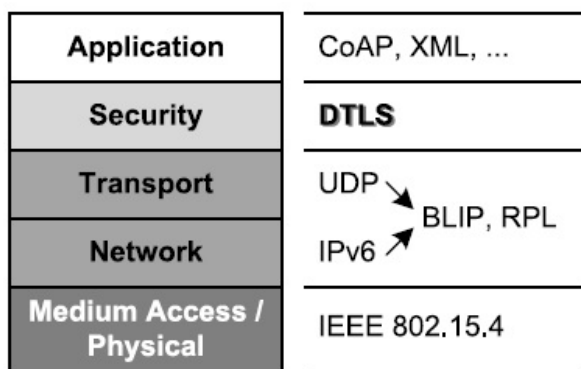 Application
CoAP, XML, ...
Security
DTLS
Transport
UDP
BLIP, RPL
Network
IPv6
Medium Access /
Physical
IEEE 802.15.4